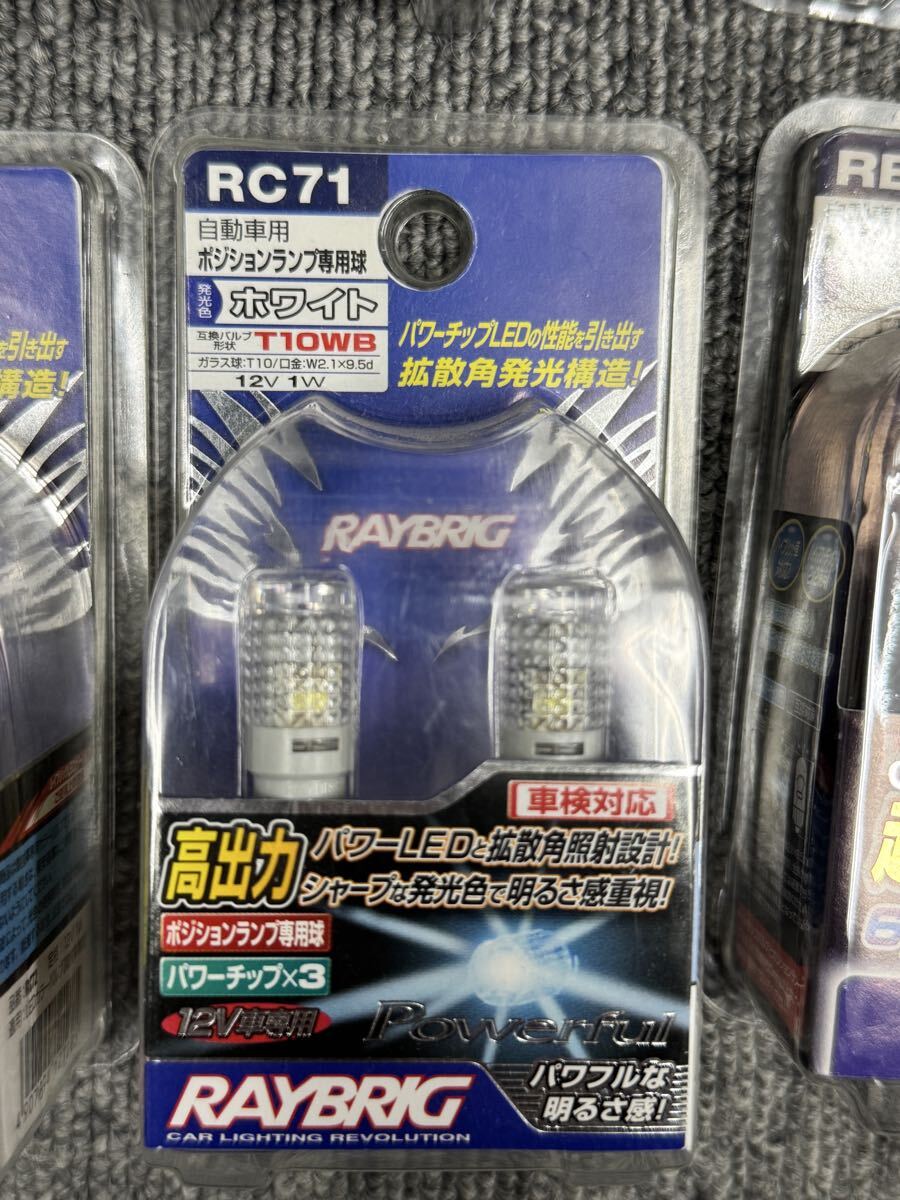 RC71
自動車用
ポジションランプ専用球
発光色 ホワイト
互換バルブ形状 T10WB
ガラス球:T10/口金:W2.1×9.5d
12V 1W
パワーチップLEDの性能を引き出す
拡散角発光構造!
RAYBRIG
車検対応
高出力
パワーLEDと拡散角照射設計!
シャープな発光色で明るさ感重視!
ポジションランプ専用球
パワーチップ×3
12V車専用
Powerful
RAYBRIG
CAR LIGHTING REVOLUTION
パワフルな
明るさ感!
を引き出す
構造!